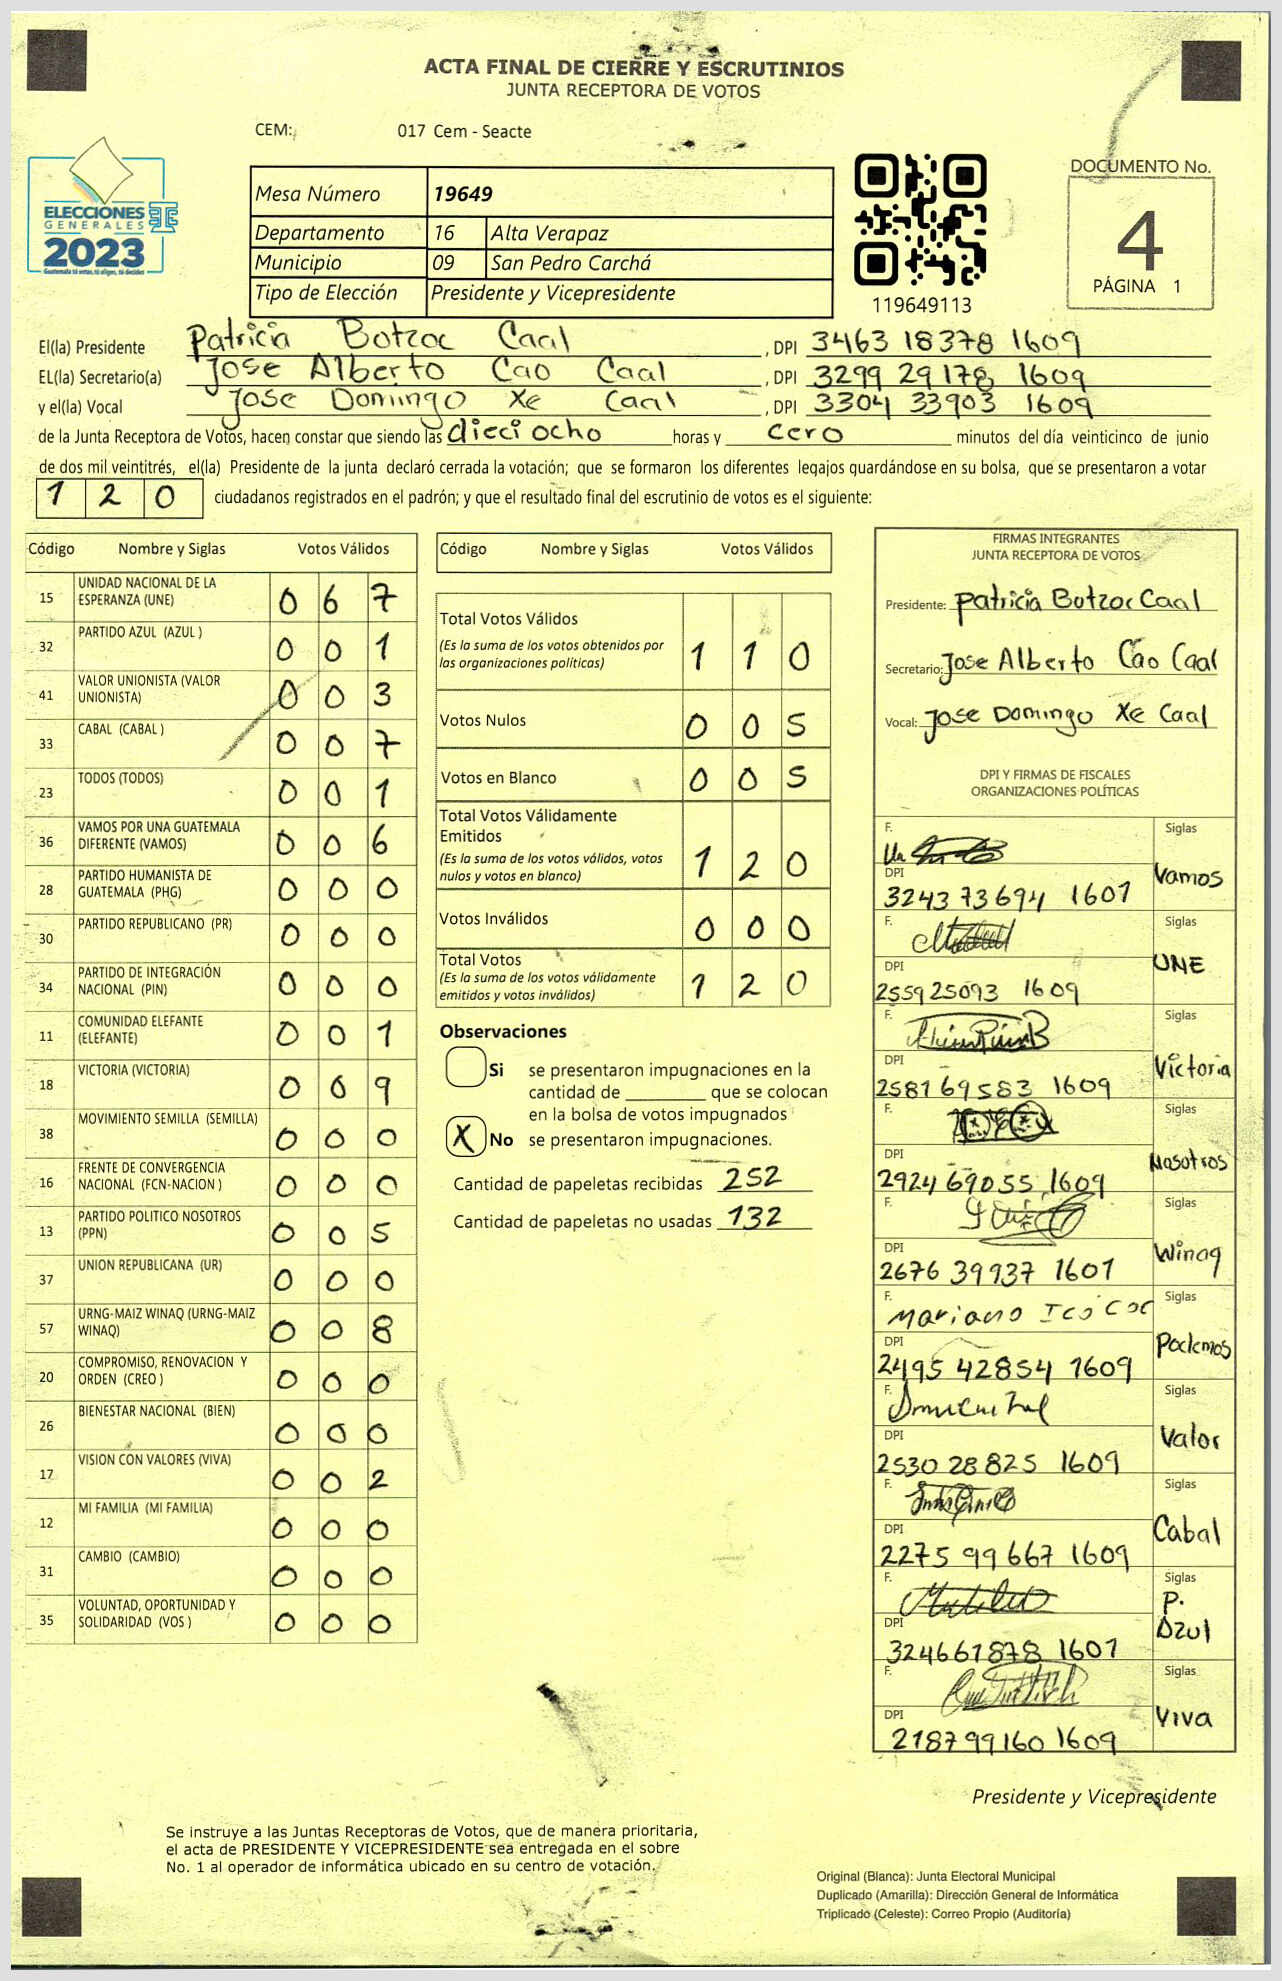 ACTA FINAL DE CIERRE Y ESCRUTINIOS
JUNTA RECEPTORA DE VOTOS
CEM: 017 Cem - Seacte
ELECCIONES
GENERALES
2023
Guatemala tú votas, tú eliges, tú decides
Mesa Número 19649
Departamento 16 Alta Verapaz
Municipio 09 San Pedro Carchá
Tipo de Elección Presidente y Vicepresidente
119649113
DOCUMENTO No.
4
PÁGINA 1
El(la) Presidente Patricia Botzoc Caal , DPI 3463 18378 1609
EL(la) Secretario(a) Jose Alberto Cao Caal , DPI 3299 29178 1609
y el(la) Vocal Jose Domingo Xe Caal , DPI 3304 33903 1609
de la Junta Receptora de Votos, hacen constar que siendo las dieci ocho horas y cero minutos del día veinticinco de junio
de dos mil veintitrés, el(la) Presidente de la junta declaró cerrada la votación; que se formaron los diferentes legajos guardándose en su bolsa, que se presentaron a votar
1 2 0 ciudadanos registrados en el padrón; y que el resultado final del escrutinio de votos es el siguiente:
Código Nombre y Siglas Votos Válidos
15 UNIDAD NACIONAL DE LA ESPERANZA (UNE) 0 6 7
32 PARTIDO AZUL (AZUL ) 0 0 1
41 VALOR UNIONISTA (VALOR UNIONISTA) 0 0 3
33 CABAL (CABAL ) 0 0 7
23 TODOS (TODOS) 0 0 1
36 VAMOS POR UNA GUATEMALA DIFERENTE (VAMOS) 0 0 6
28 PARTIDO HUMANISTA DE GUATEMALA (PHG) 0 0 0
30 PARTIDO REPUBLICANO (PR) 0 0 0
34 PARTIDO DE INTEGRACIÓN NACIONAL (PIN) 0 0 0
11 COMUNIDAD ELEFANTE (ELEFANTE) 0 0 1
18 VICTORIA (VICTORIA) 0 0 9
38 MOVIMIENTO SEMILLA (SEMILLA) 0 0 0
16 FRENTE DE CONVERGENCIA NACIONAL (FCN-NACION ) 0 0 0
13 PARTIDO POLITICO NOSOTROS (PPN) 0 0 5
37 UNION REPUBLICANA (UR) 0 0 0
57 URNG-MAIZ WINAQ (URNG-MAIZ WINAQ) 0 0 8
20 COMPROMISO, RENOVACION Y ORDEN (CREO ) 0 0 0
26 BIENESTAR NACIONAL (BIEN) 0 0 0
17 VISION CON VALORES (VIVA) 0 0 2
12 MI FAMILIA (MI FAMILIA) 0 0 0
31 CAMBIO (CAMBIO) 0 0 0
35 VOLUNTAD, OPORTUNIDAD Y SOLIDARIDAD (VOS ) 0 0 0
Código Nombre y Siglas Votos Válidos
Total Votos Válidos
(Es la suma de los votos obtenidos por
las organizaciones políticas) 1 1 0
Votos Nulos 0 0 5
Votos en Blanco 0 0 5
Total Votos Válidamente
Emitidos
(Es la suma de los votos válidos, votos
nulos y votos en blanco) 1 2 0
Votos Inválidos 0 0 0
Total Votos
(Es la suma de los votos válidamente
emitidos y votos inválidos) 1 2 0
Observaciones
Si se presentaron impugnaciones en la
cantidad de ________ que se colocan
en la bolsa de votos impugnados
X No se presentaron impugnaciones.
Cantidad de papeletas recibidas 252
Cantidad de papeletas no usadas 132
FIRMAS INTEGRANTES
JUNTA RECEPTORA DE VOTOS
Presidente: Patricia Botzoc Caal
Secretario: Jose Alberto Cao Caal
Vocal: Jose Domingo Xe Caal
DPI Y FIRMAS DE FISCALES
ORGANIZACIONES POLÍTICAS
F. Siglas
DPI Vamos
3243 73694 1601
F. Siglas
DPI UNE
2559 25093 1609
F. Siglas
DPI Victoria
2581 69583 1609
F. Siglas
DPI Nosotros
2924 69055 1609
F. Siglas
DPI Winaq
2676 39937 1601
F. Mariano Ico Coc Siglas
DPI Podemos
2495 42854 1609
F. Siglas
DPI Valor
2530 28825 1609
F. Siglas
DPI Cabal
2275 99667 1609
F. Siglas
DPI P. Azul
324661878 1601
F. Siglas
DPI Viva
2187 99160 1609
Presidente y Vicepresidente
Se instruye a las Juntas Receptoras de Votos, que de manera prioritaria,
el acta de PRESIDENTE Y VICEPRESIDENTE sea entregada en el sobre
No. 1 al operador de informática ubicado en su centro de votación.
Original (Blanca): Junta Electoral Municipal
Duplicado (Amarilla): Dirección General de Informática
Triplicado (Celeste): Correo Propio (Auditoría)